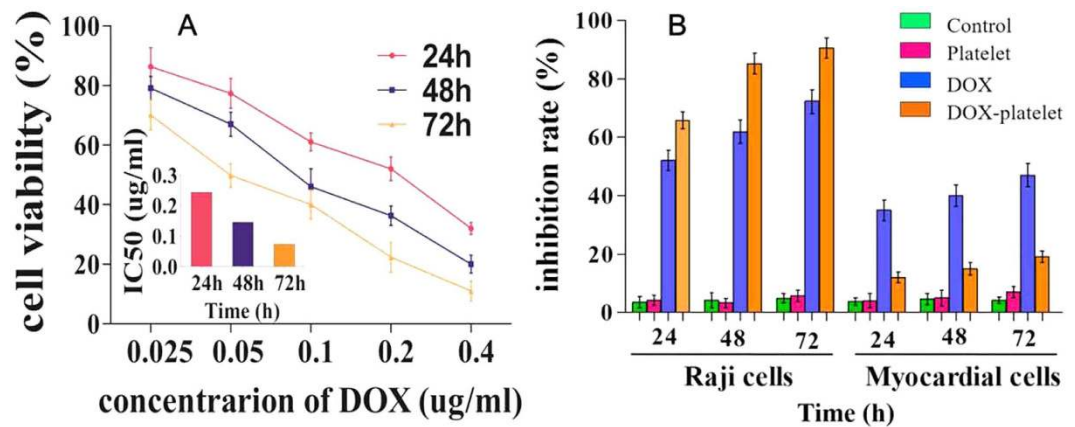 A
cell viability (%)
100
80
60
40
20
0
24h
48h
72h
IC50 (ug/ml)
0.3
0.2
0.1
0.0
24h 48h 72h
Time (h)
0.025 0.05 0.1 0.2 0.4
concentrarion of DOX (ug/ml)
B
inhibition rate (%)
100
80
60
40
20
0
Control
Platelet
DOX
DOX-platelet
24 48 72 24 48 72
Raji cells Myocardial cells
Time (h)